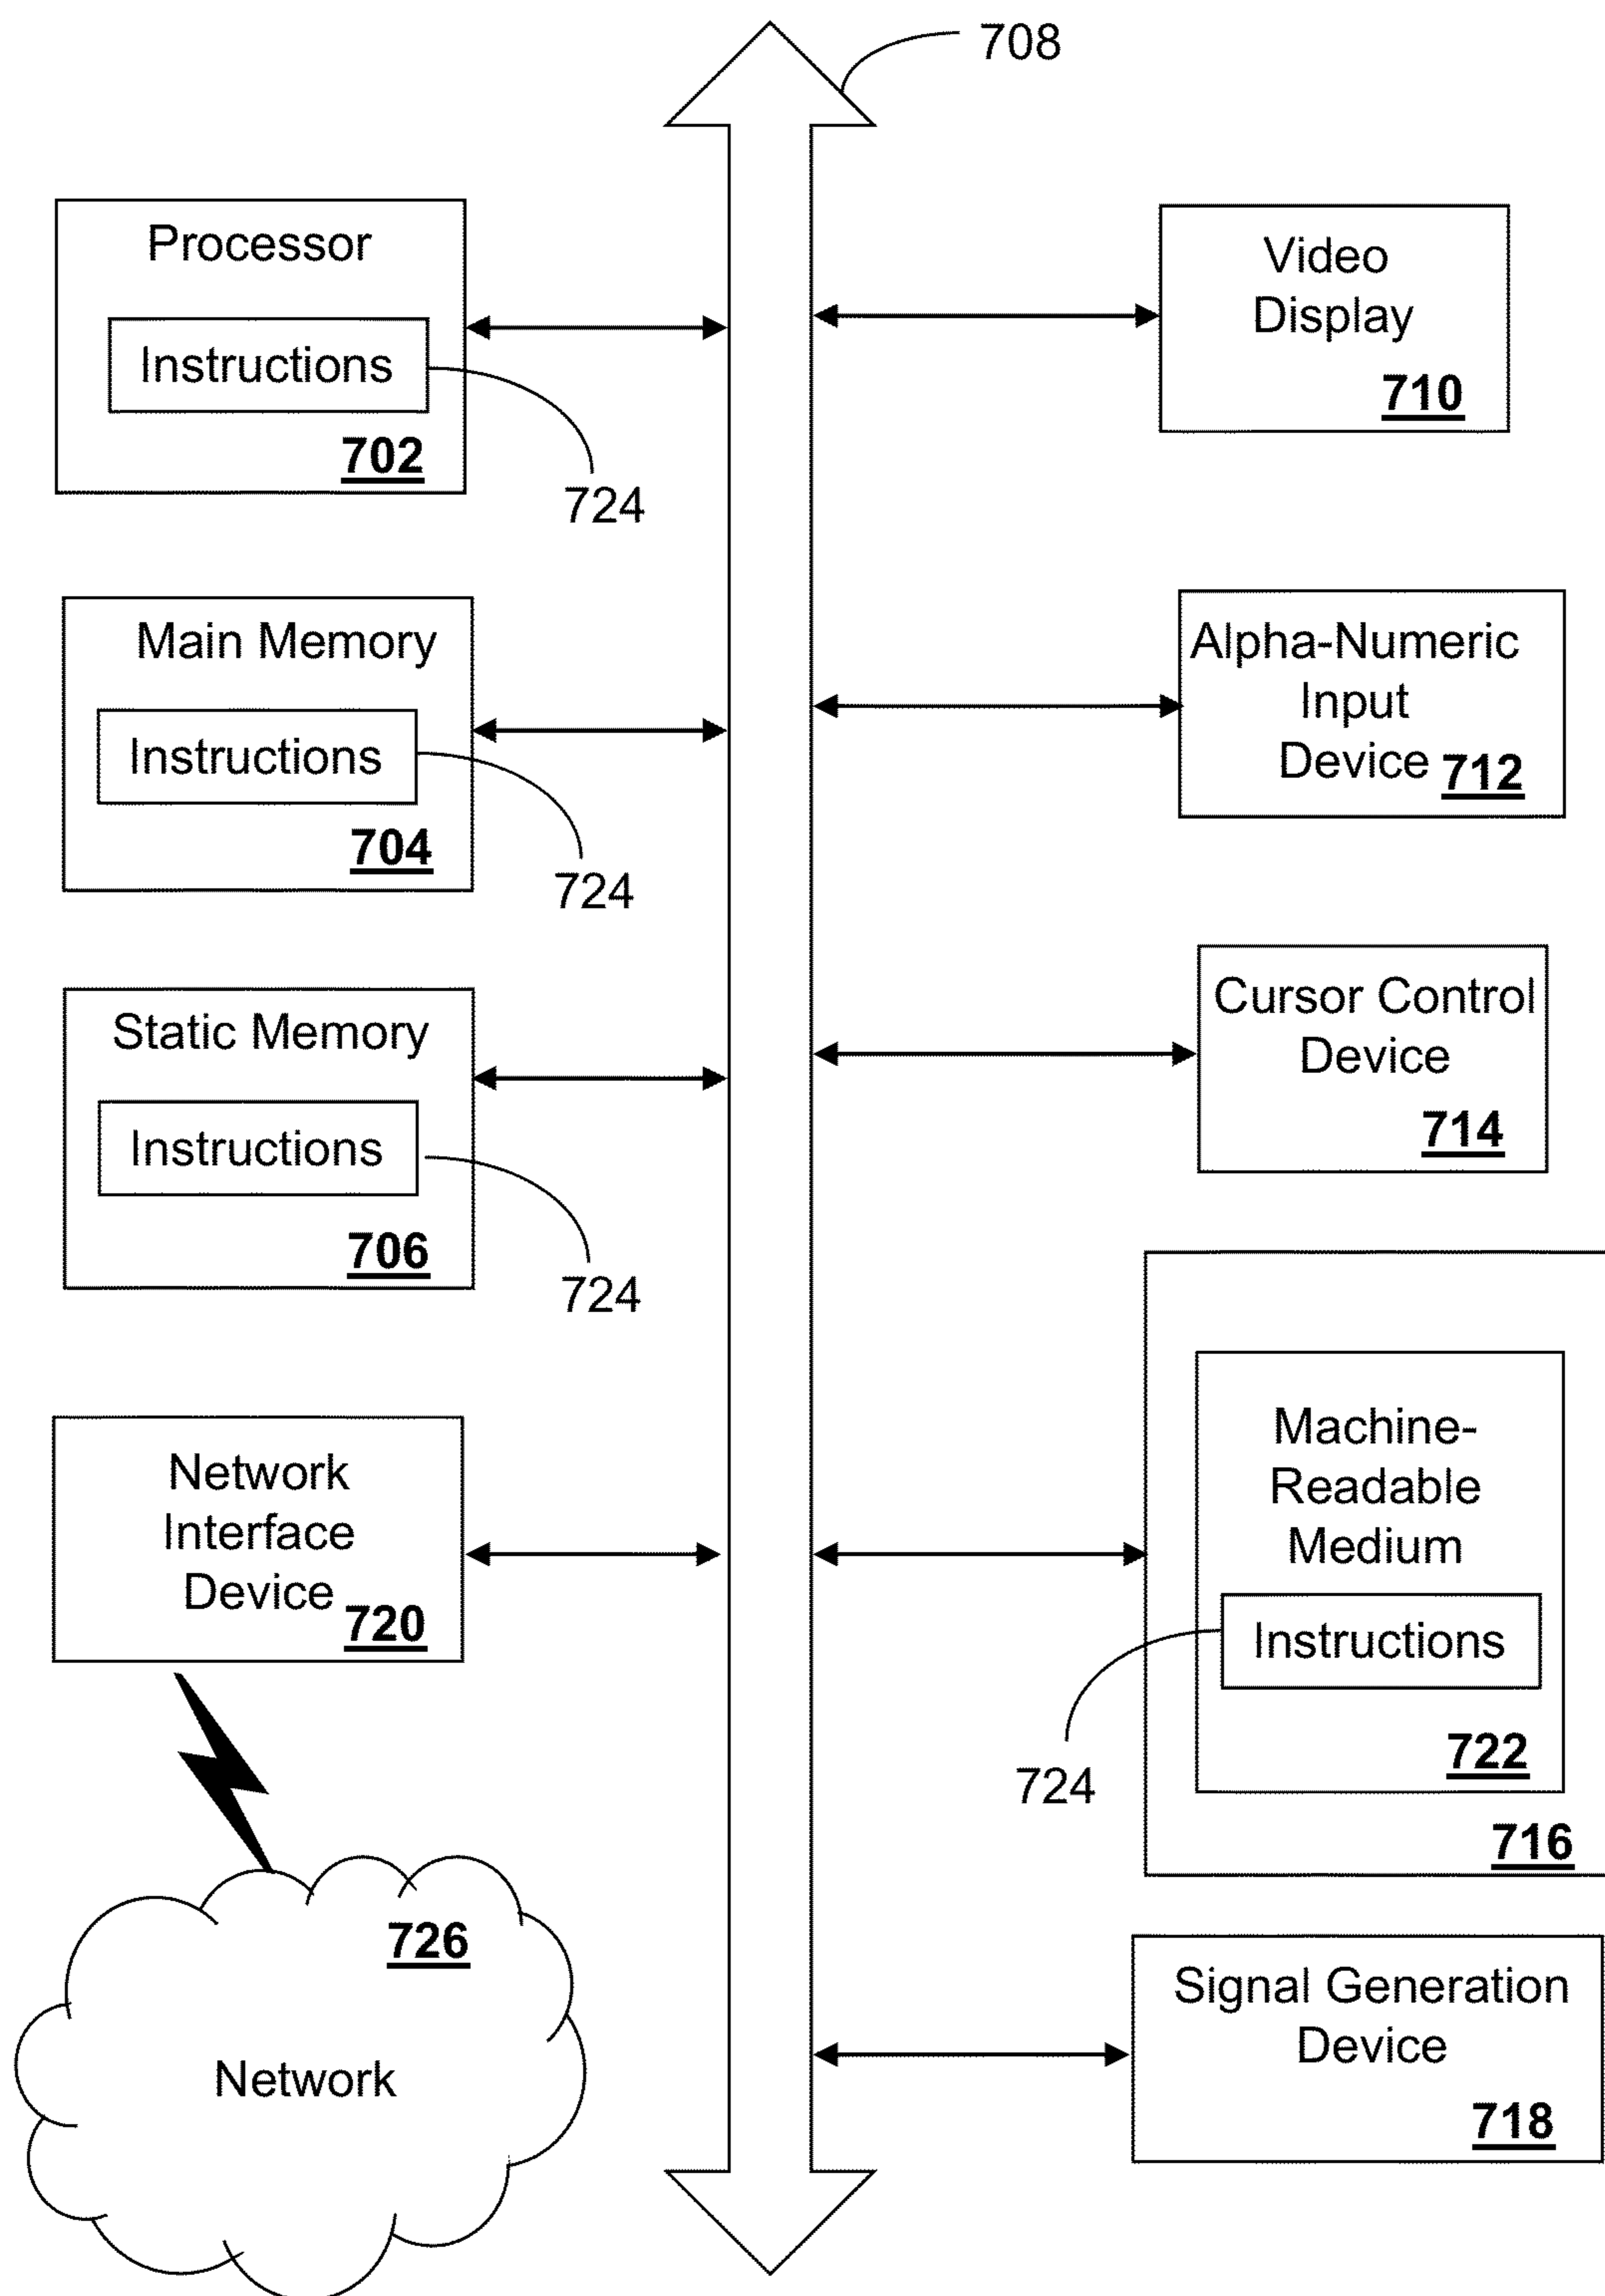 708
Processor
Instructions
702
724
Main Memory
Instructions
704
724
Static Memory
Instructions
706
724
Network
Interface
Device
720
726
Network
Video
Display
710
Alpha-Numeric
Input
Device
712
Cursor Control
Device
714
Machine-
Readable
Medium
Instructions
722
724
716
Signal Generation
Device
718